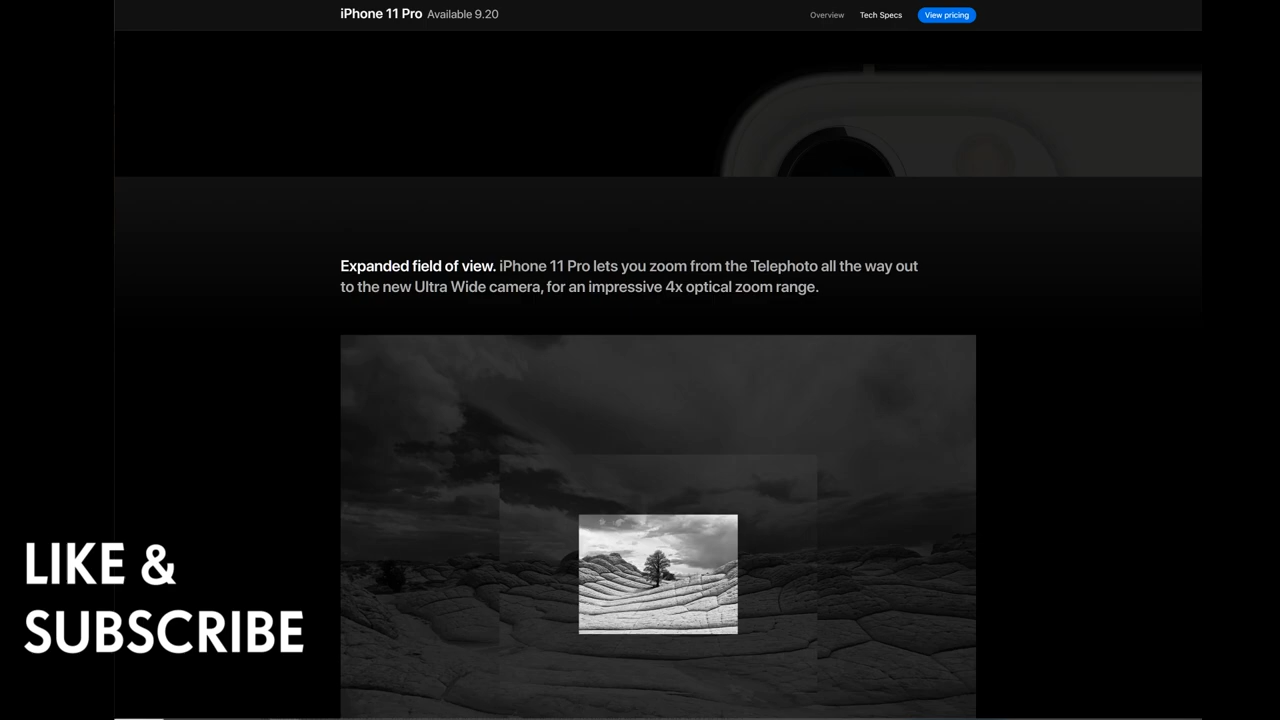 iPhone 11 Pro Available 9.20
Overview Tech Specs View pricing
Expanded field of view. iPhone 11 Pro lets you zoom from the Telephoto all the way out
to the new Ultra Wide camera, for an impressive 4x optical zoom range.
LIKE &
SUBSCRIBE